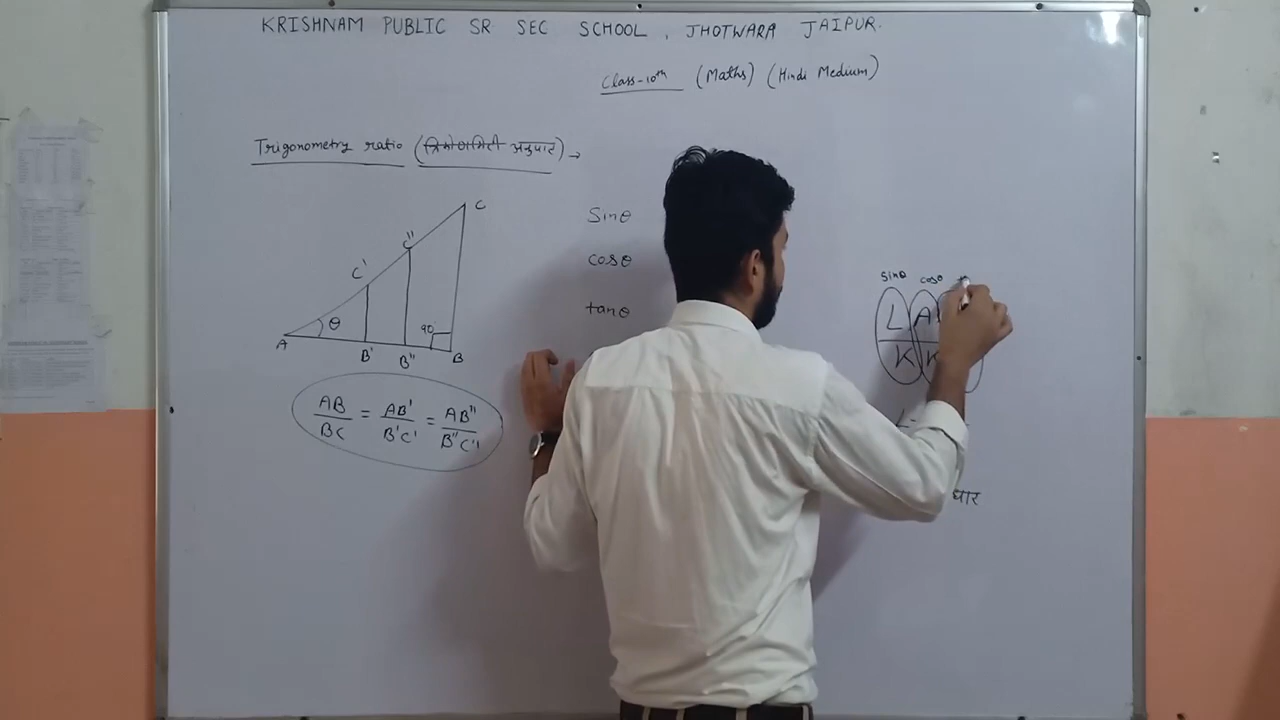 KRISHNAM PUBLIC SR SEC SCHOOL , JHOTWARA JAIPUR.
Class-10th (Maths) (Hindi Medium)
Trigonometry ratio (त्रिकोणमिती अनुपात) →
C
C''
C'
θ
90
A B' B'' B
AB/BC = AB'/B'C' = AB''/B''C''
Sinθ
cosθ
tanθ
sinθ cosθ
L A
K K
L =
धार